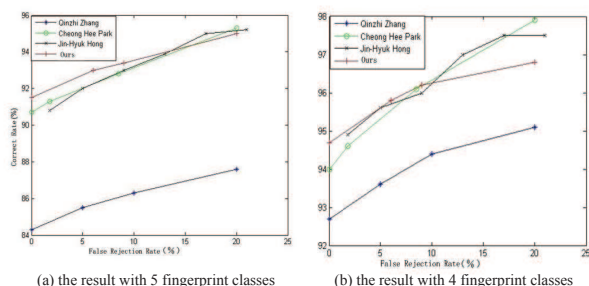 96
94
92
90
88
86
84
0
5
10
15
20
25
Correct Rate(%)
False Rejection Rate(%)
Qinzhi Zhang
Cheong Hee Park
Jin-Hyuk Hong
Ours
(a) the result with 5 fingerprint classes
98
97
96
95
94
93
92
0
5
10
15
20
25
False Rejection Rate(%)
Qinzhi Zhang
Cheong Hee Park
Jin-Hyuk Hong
Ours
(b) the result with 4 fingerprint classes